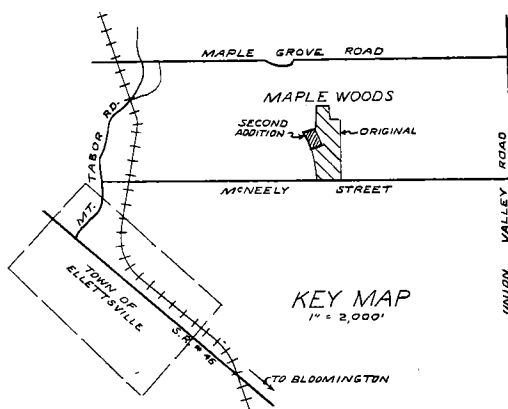 MAPLE GROVE ROAD
MAPLE WOODS
SECOND
ADDITION
ORIGINAL
MT. TABOR RD.
McNEELY STREET
UNION VALLEY ROAD
TOWN OF
ELLETTSVILLE
S.R. # 46
KEY MAP
1" = 2,000'
TO BLOOMINGTON